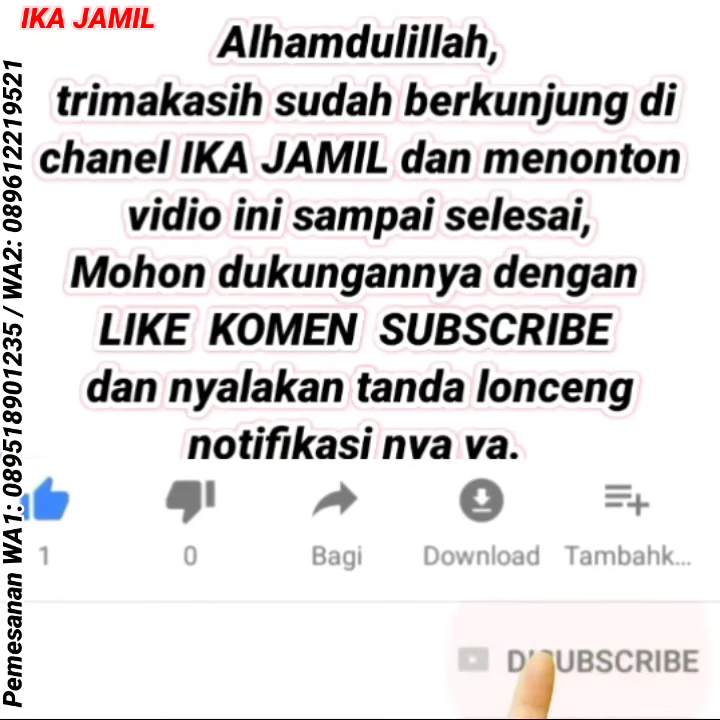 IKA JAMIL
Alhamdulillah,
trimakasih sudah berkunjung di
chanel IKA JAMIL dan menonton
vidio ini sampai selesai,
Mohon dukungannya dengan
LIKE KOMEN SUBSCRIBE
dan nyalakan tanda lonceng
notifikasi nya ya.
1
0
Bagi
Download
Tambahk...
Pemesanan WA1: 089518901235 / WA2: 089612219521